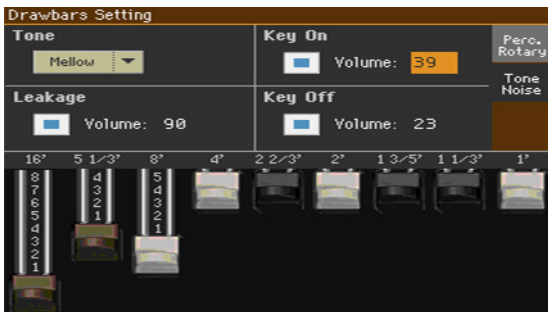 Drawbars Setting
Tone
Mellow
Key On
Volume: 39
Perc.
Rotary
Tone
Noise
Leakage
Volume: 90
Key Off
Volume: 23
16' 5 1/3' 8' 4' 2 2/3' 2' 1 3/5' 1 1/3' 1'
8 4 5
7 3 4
6 2 3
5 1 2
4 1
3
2
1